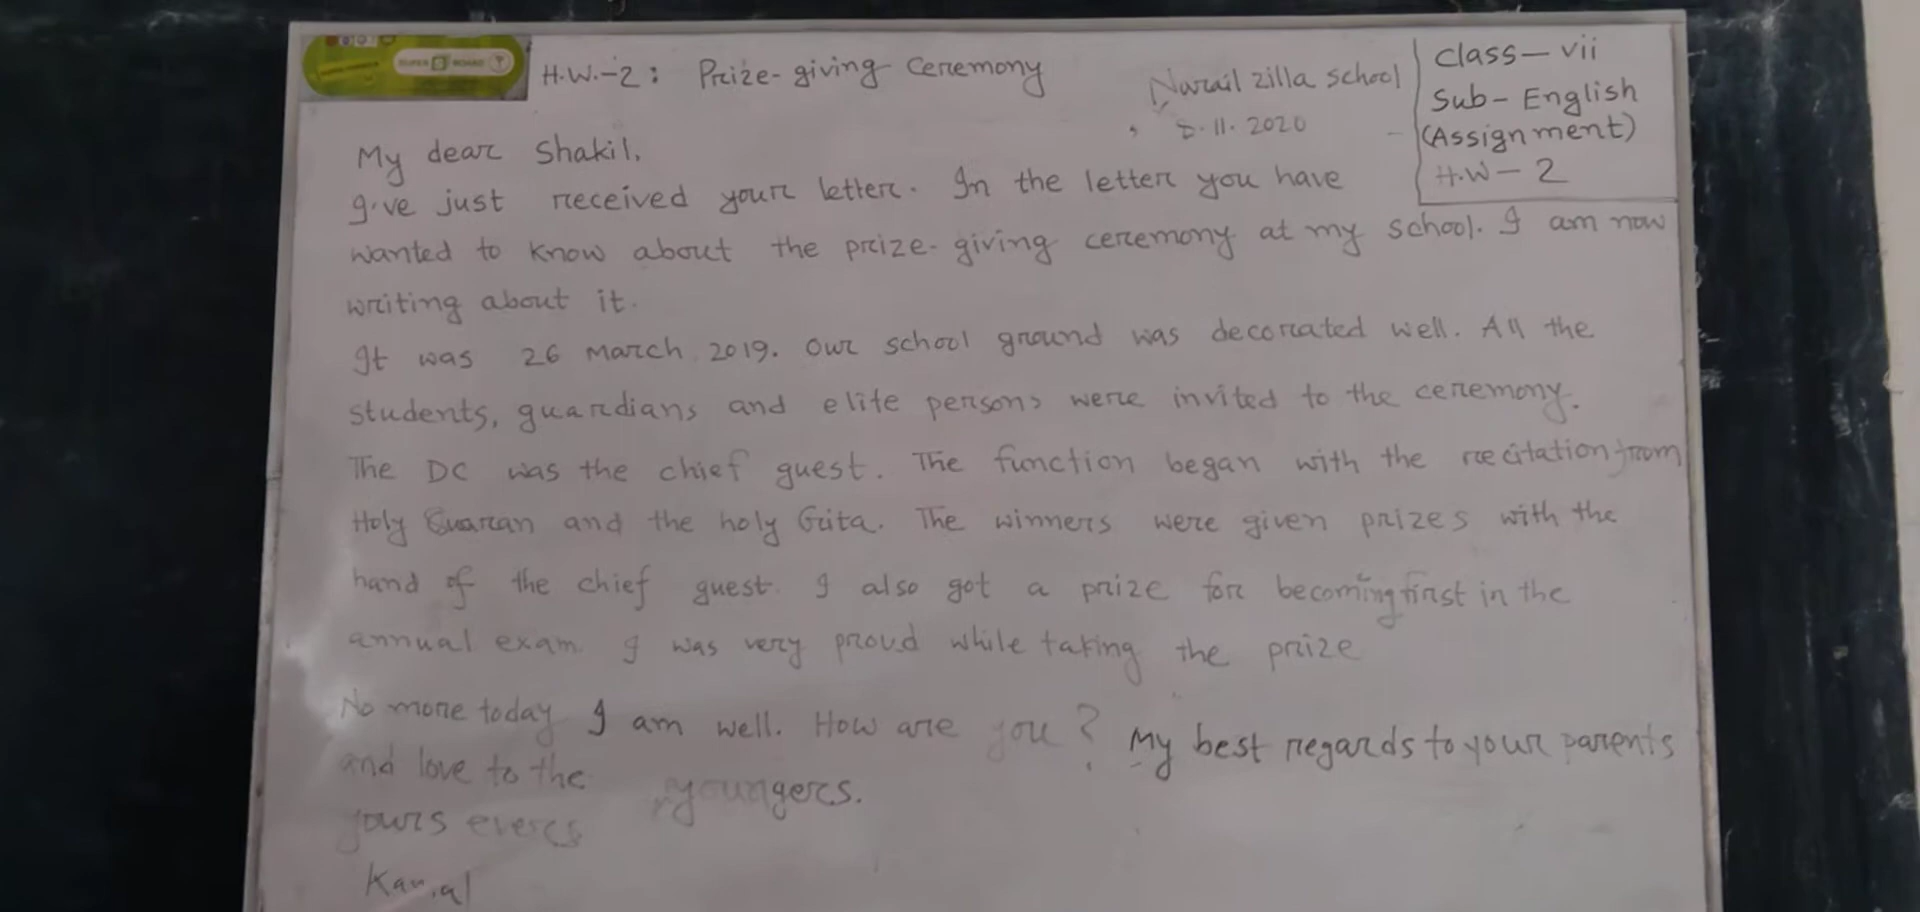 SUPER BOARD
H.W.-2: Prize-giving Ceremony
Narail zilla school
11. 2020
Class-vii
Sub-English
(Assignment)
H.W-2
My dear Shakil,
I've just received your letter. In the letter you have
wanted to know about the prize-giving ceremony at my school. I am now
writing about it.
It was 26 March 2019. Our school ground was decorated well. All the
students, guardians and elite persons were invited to the ceremony.
The DC was the chief guest. The function began with the recitation from
Holy Quaran and the holy Gita. The winners were given prizes with the
hand of the chief guest. I also got a prize for becoming first in the
annual exam. I was very proud while taking the prize
No more today I am well. How are you? My best regards to your parents
and love to the youngers.
yours evers
Kamal